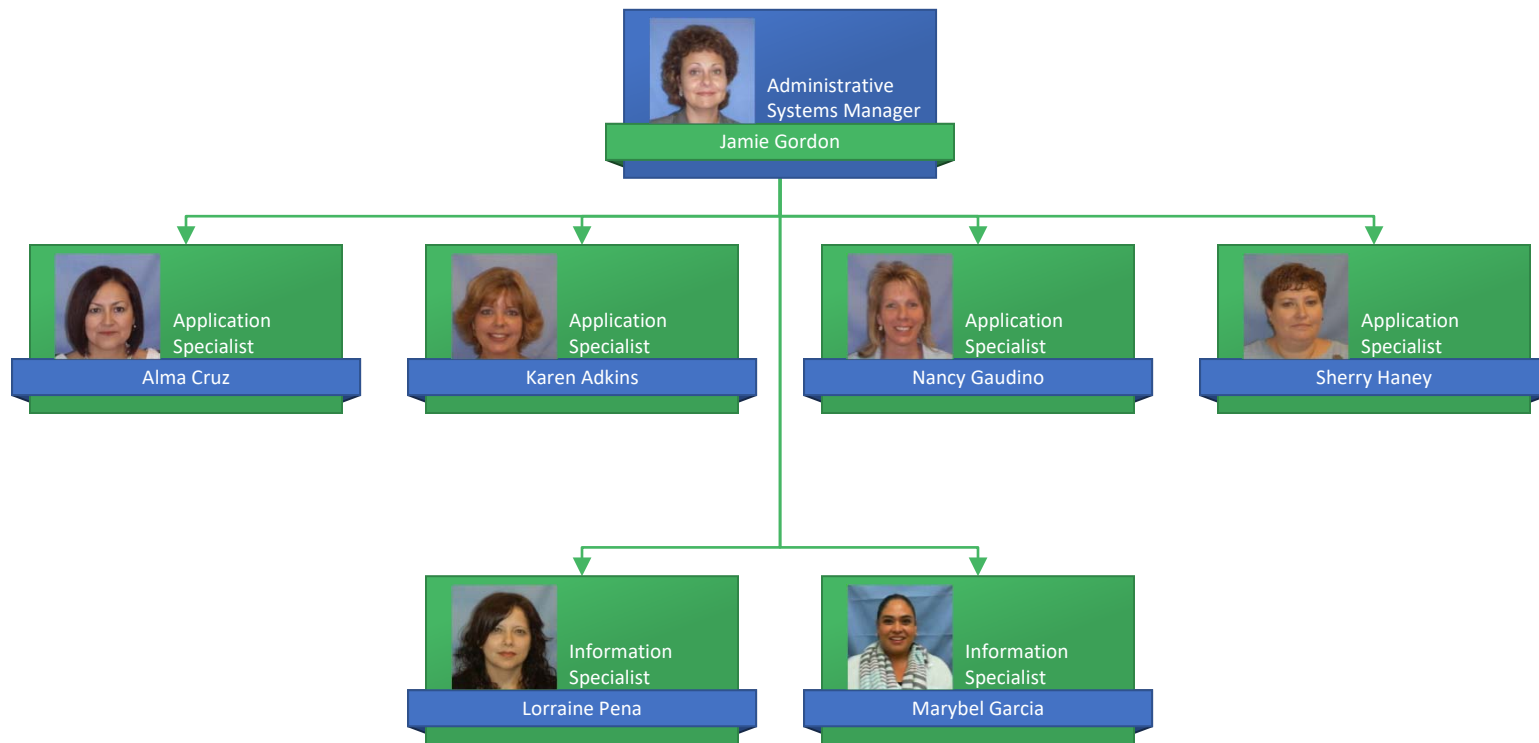 Administrative
Systems Manager
Jamie Gordon
Application
Specialist
Alma Cruz
Application
Specialist
Karen Adkins
Application
Specialist
Nancy Gaudino
Application
Specialist
Sherry Haney
Information
Specialist
Lorraine Pena
Information
Specialist
Marybel Garcia